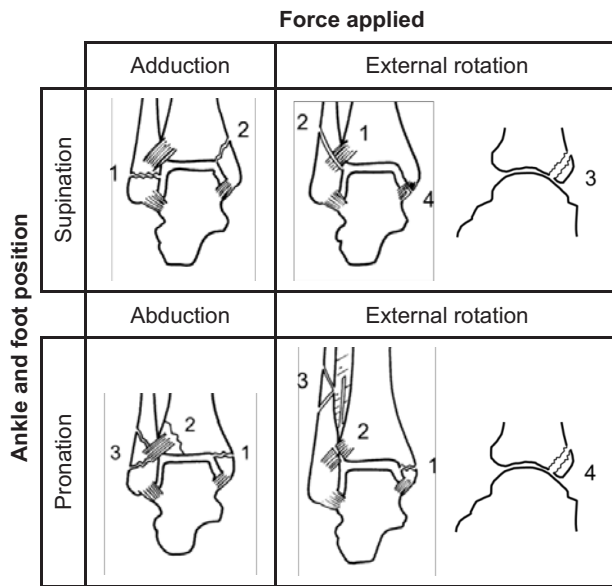 Force applied
Adduction
External rotation
Ankle and foot position
Supination
1
2
2
1
4
3
Abduction
External rotation
Pronation
3
2
1
3
2
1
4